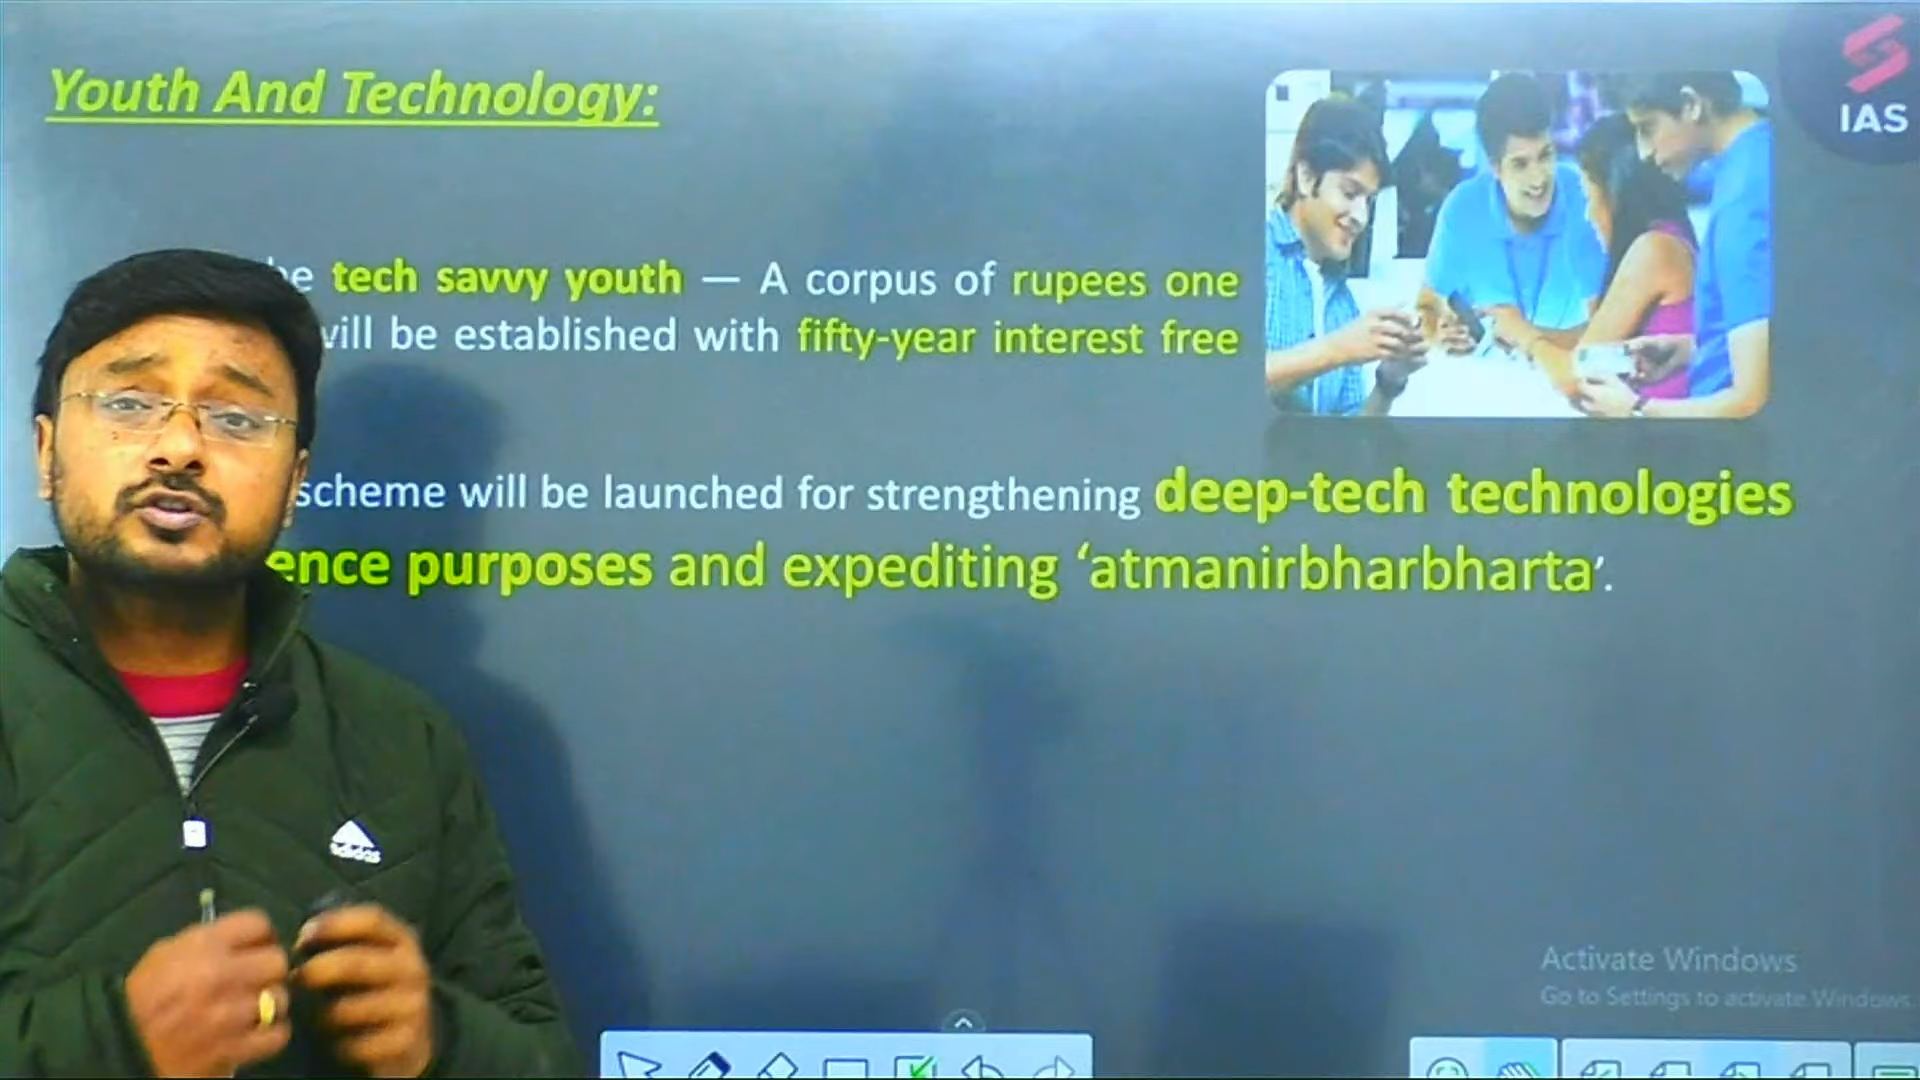 Youth And Technology:
IAS
tech savvy youth — A corpus of rupees one
will be established with fifty-year interest free
scheme will be launched for strengthening deep-tech technologies
purposes and expediting ‘atmanirbharbharta’.
adidas
Activate Windows
Go to Settings to activate Windows.